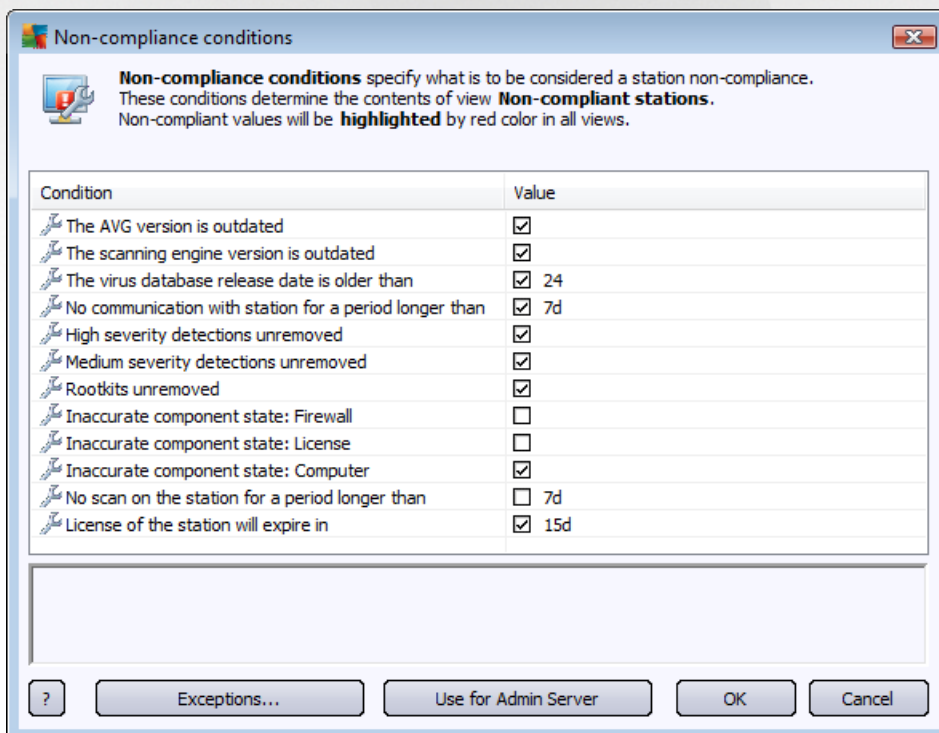 Non-compliance conditions
Non-compliance conditions specify what is to be considered a station non-compliance.
These conditions determine the contents of view Non-compliant stations.
Non-compliant values will be highlighted by red color in all views.
Condition Value
The AVG version is outdated
The scanning engine version is outdated
The virus database release date is older than 24
No communication with station for a period longer than 7d
High severity detections unremoved
Medium severity detections unremoved
Rootkits unremoved
Inaccurate component state: Firewall
Inaccurate component state: License
Inaccurate component state: Computer
No scan on the station for a period longer than 7d
License of the station will expire in 15d
? Exceptions... Use for Admin Server OK Cancel